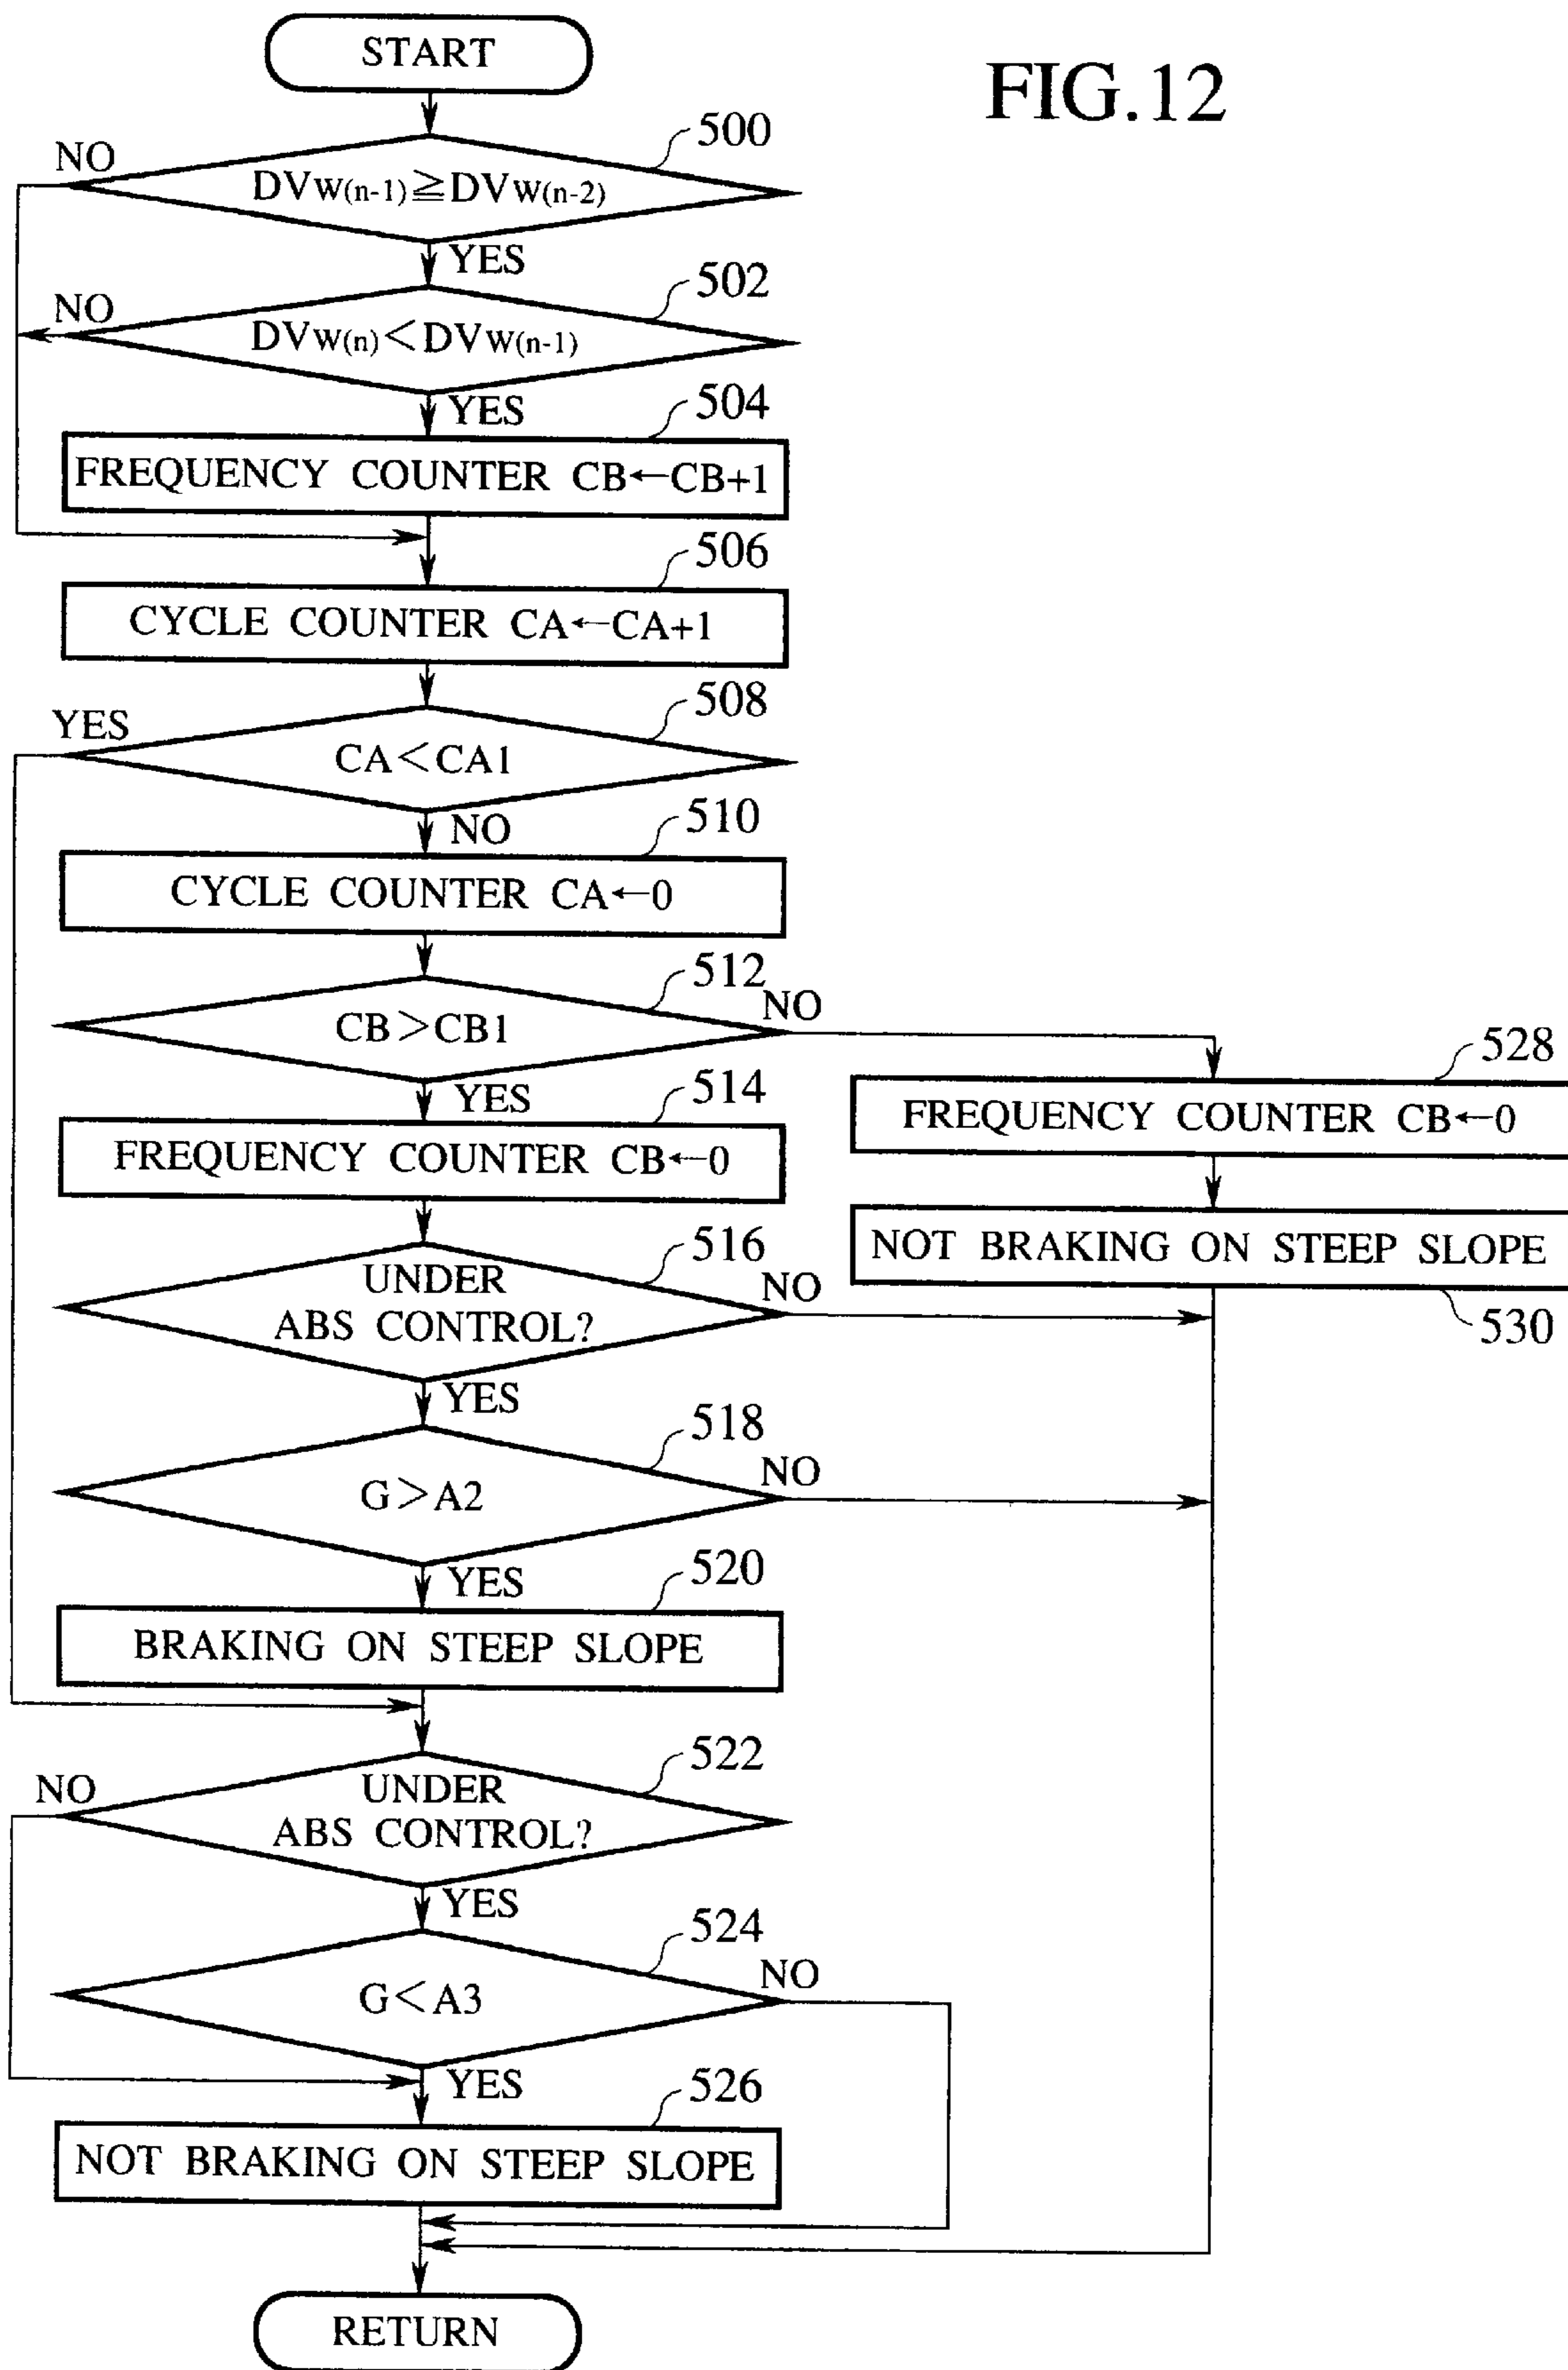 START
FIG.12
500
NO
DVW(n-1)≧DVW(n-2)
YES
502
NO
DVW(n)<DVW(n-1)
YES
504
FREQUENCY COUNTER CB←CB+1
506
CYCLE COUNTER CA←CA+1
508
YES
CA<CA1
NO
510
CYCLE COUNTER CA←0
512
NO
CB>CB1
YES
528
FREQUENCY COUNTER CB←0
514
FREQUENCY COUNTER CB←0
NOT BRAKING ON STEEP SLOPE
530
516
UNDER
ABS CONTROL?
NO
YES
518
NO
G>A2
YES
520
BRAKING ON STEEP SLOPE
522
NO
UNDER
ABS CONTROL?
YES
524
NO
G<A3
YES
526
NOT BRAKING ON STEEP SLOPE
RETURN